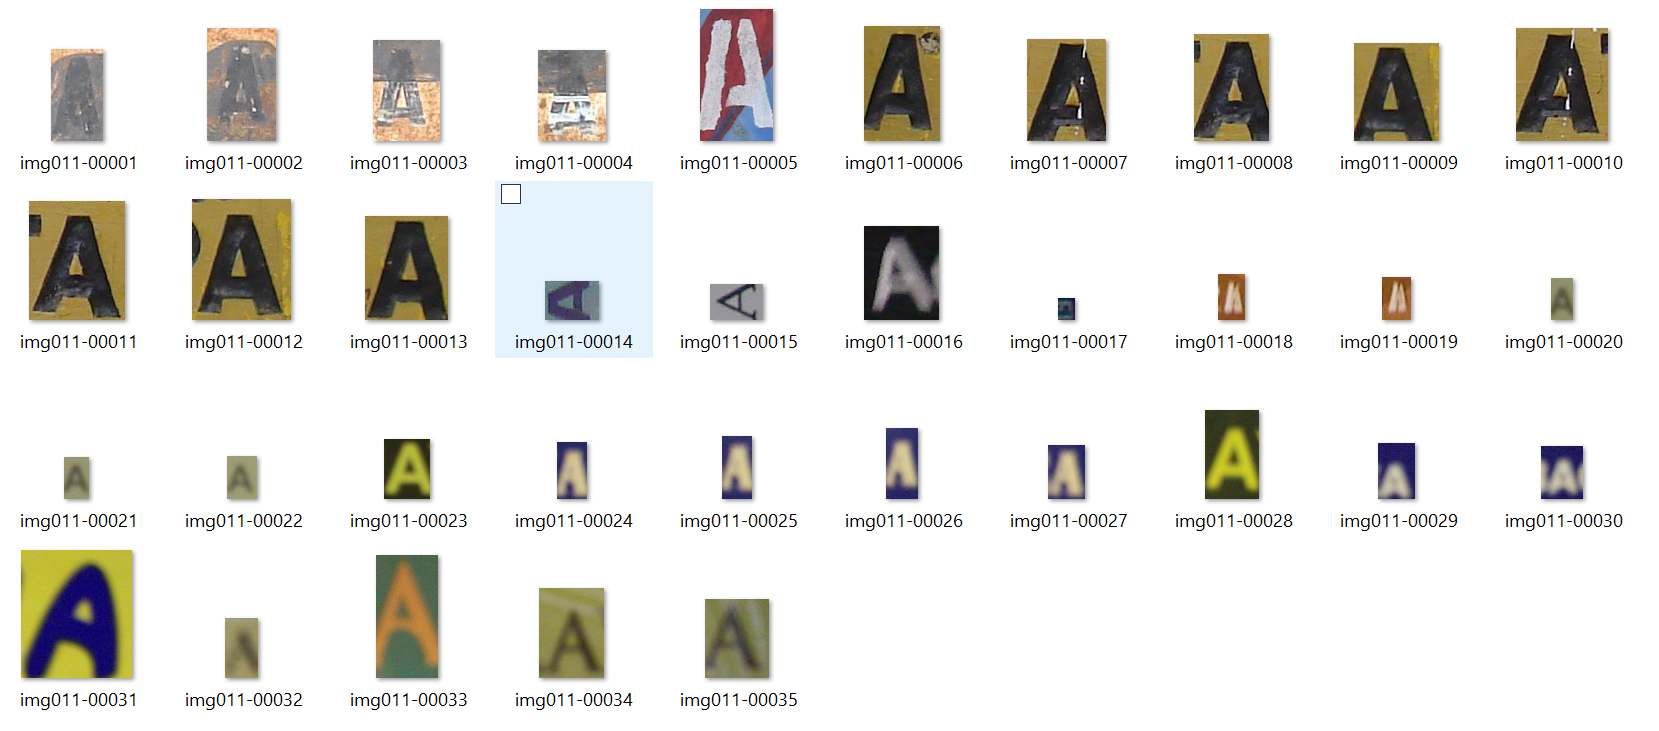 A A A A A A A A A A
img011-00001 img011-00002 img011-00003 img011-00004 img011-00005 img011-00006 img011-00007 img011-00008 img011-00009 img011-00010
A A A A A A A A A
img011-00011 img011-00012 img011-00013 img011-00014 img011-00015 img011-00016 img011-00017 img011-00018 img011-00019 img011-00020
A A A A A A A A A A
img011-00021 img011-00022 img011-00023 img011-00024 img011-00025 img011-00026 img011-00027 img011-00028 img011-00029 img011-00030
A A A A A
img011-00031 img011-00032 img011-00033 img011-00034 img011-00035